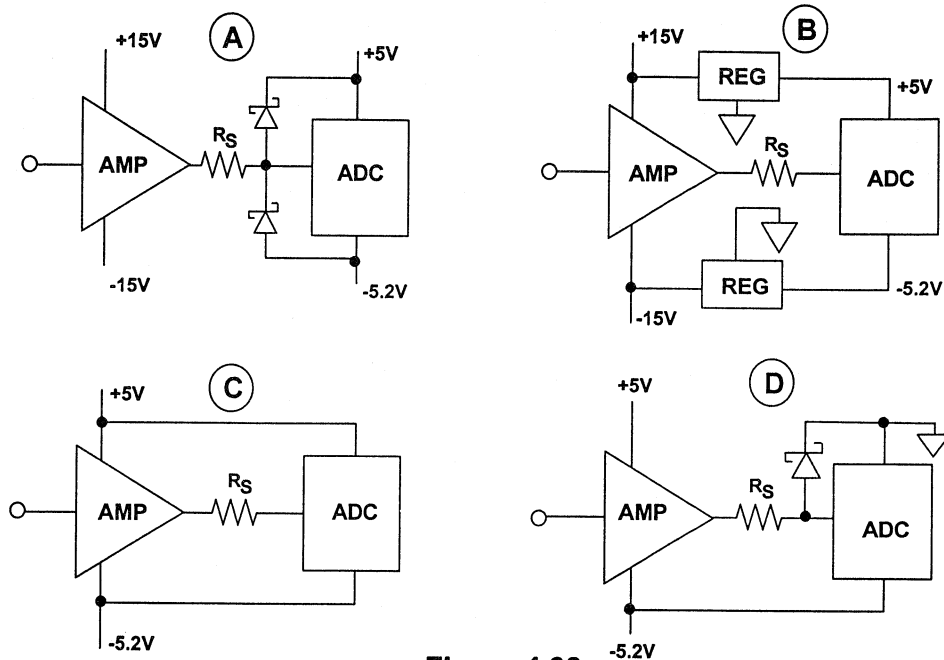 A
+15V
+5V
AMP
RS
ADC
-15V
-5.2V
B
+15V
REG
+5V
RS
AMP
ADC
REG
-5.2V
-15V
C
+5V
RS
AMP
ADC
-5.2V
D
+5V
RS
AMP
ADC
-5.2V